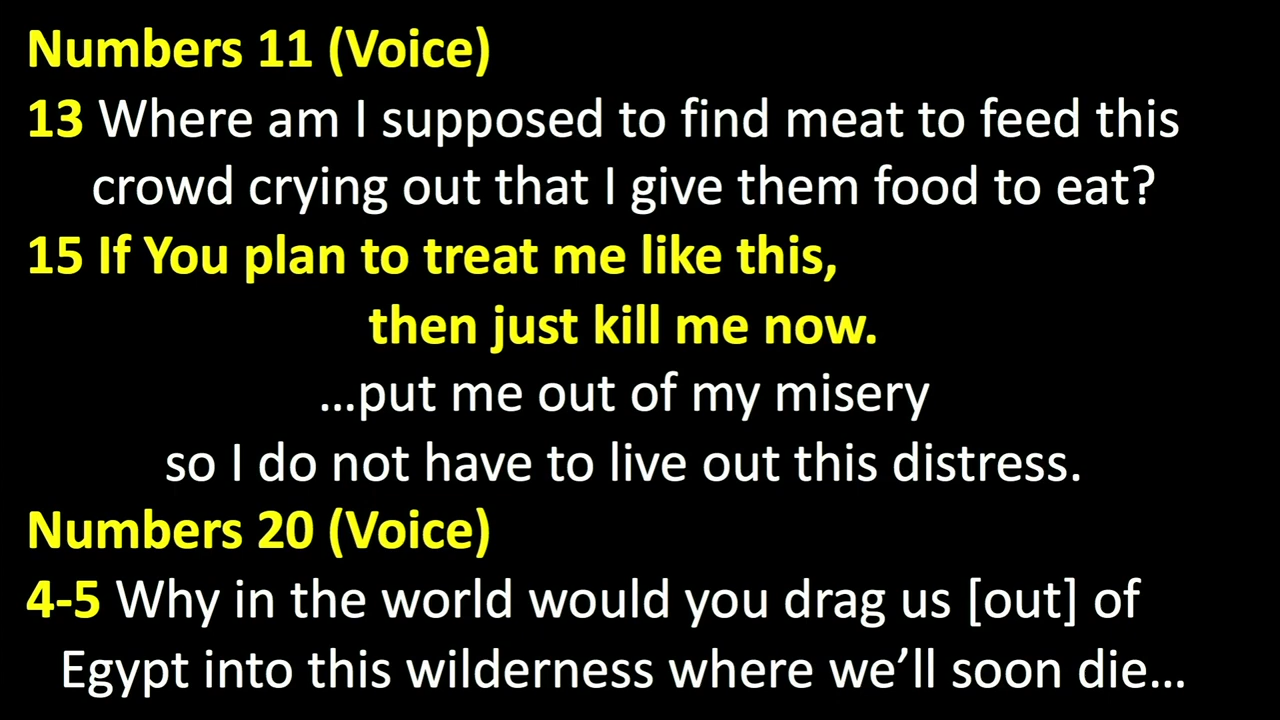 Numbers 11 (Voice)
13 Where am I supposed to find meat to feed this
crowd crying out that I give them food to eat?
15 If You plan to treat me like this,
then just kill me now.
…put me out of my misery
so I do not have to live out this distress.
Numbers 20 (Voice)
4-5 Why in the world would you drag us [out] of
Egypt into this wilderness where we’ll soon die…